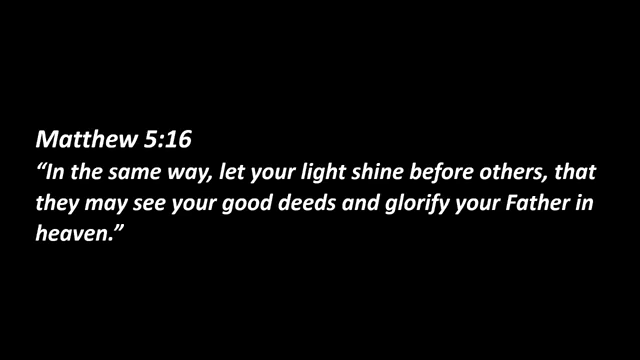 Matthew 5:16
“In the same way, let your light shine before others, that
they may see your good deeds and glorify your Father in
heaven.”